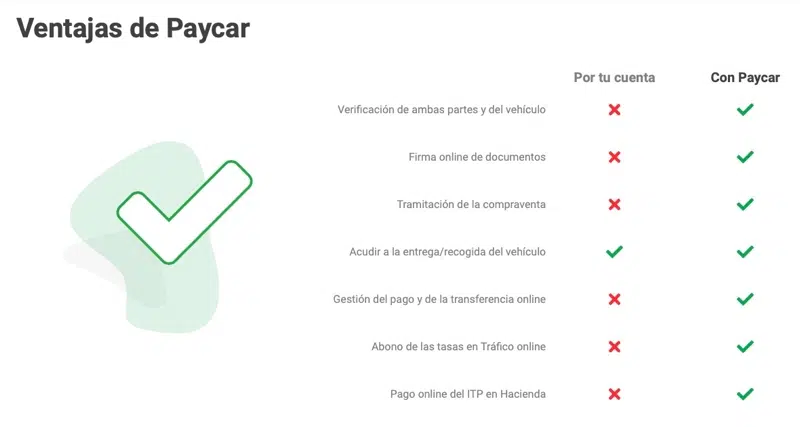 Ventajas de Paycar
Por tu cuenta Con Paycar
Verificación de ambas partes y del vehículo
Firma online de documentos
Tramitación de la compraventa
Acudir a la entrega/recogida del vehículo
Gestión del pago y de la transferencia online
Abono de las tasas en Tráfico online
Pago online del ITP en Hacienda